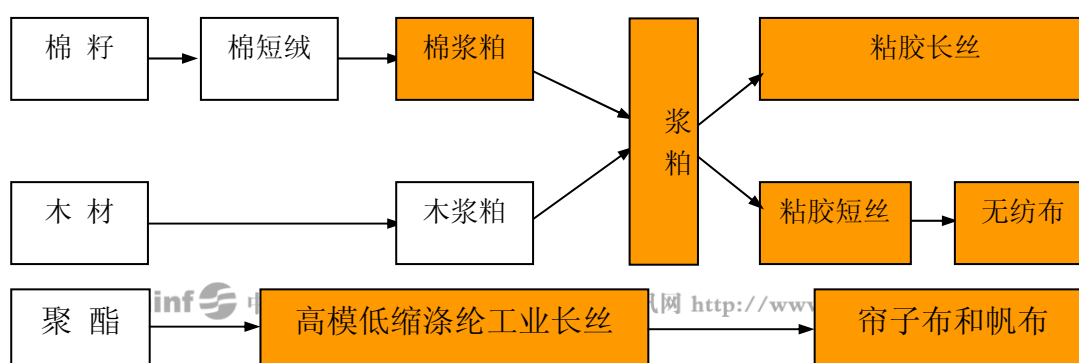 棉 籽
棉短绒
棉浆粕
浆粕
粘胶长丝
木 材
木浆粕
粘胶短丝
无纺布
inf
网 http://www
聚 酯
高模低缩涤纶工业长丝
帘子布和帆布